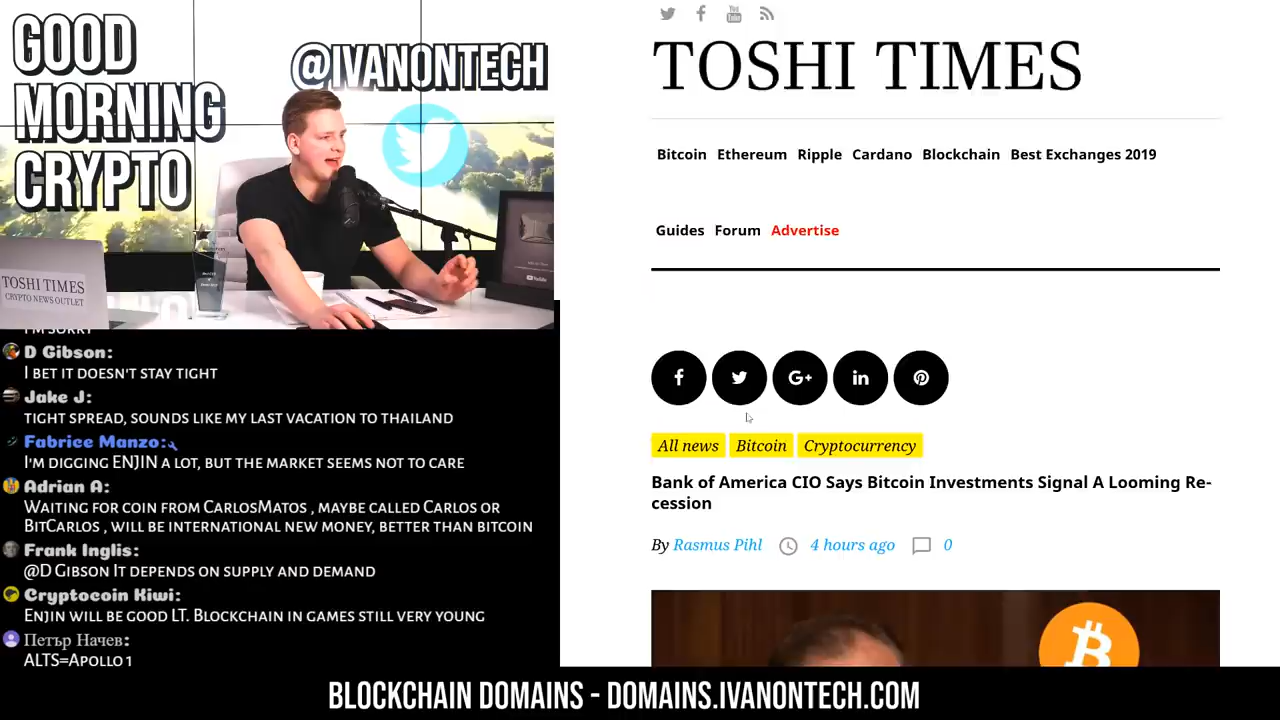 GOOD
MORNING
CRYPTO
@IVANONTECH
TOSHI TIMES
CRYPTO NEWS OUTLET
YouTube
I'M SORRY
D Gibson:
I BET IT DOESN'T STAY TIGHT
Jake J:
TIGHT SPREAD, SOUNDS LIKE MY LAST VACATION TO THAILAND
Fabrice Manzo:
I'M DIGGING ENJIN A LOT, BUT THE MARKET SEEMS NOT TO CARE
Adrian A:
WAITING FOR COIN FROM CARLOSMATOS , MAYBE CALLED CARLOS OR
BITCARLOS , WILL BE INTERNATIONAL NEW MONEY, BETTER THAN BITCOIN
Frank Inglis:
@D GIBSON IT DEPENDS ON SUPPLY AND DEMAND
Cryptocoin Kiwi:
ENJIN WILL BE GOOD LT. BLOCKCHAIN IN GAMES STILL VERY YOUNG
Петър Начев:
ALTS=APOLLO 1
You Tube
TOSHI TIMES
Bitcoin Ethereum Ripple Cardano Blockchain Best Exchanges 2019
Guides Forum Advertise
f G+ in
All news Bitcoin Cryptocurrency
Bank of America CIO Says Bitcoin Investments Signal A Looming Re-
cession
By Rasmus Pihl 4 hours ago 0
BLOCKCHAIN DOMAINS - DOMAINS.IVANONTECH.COM